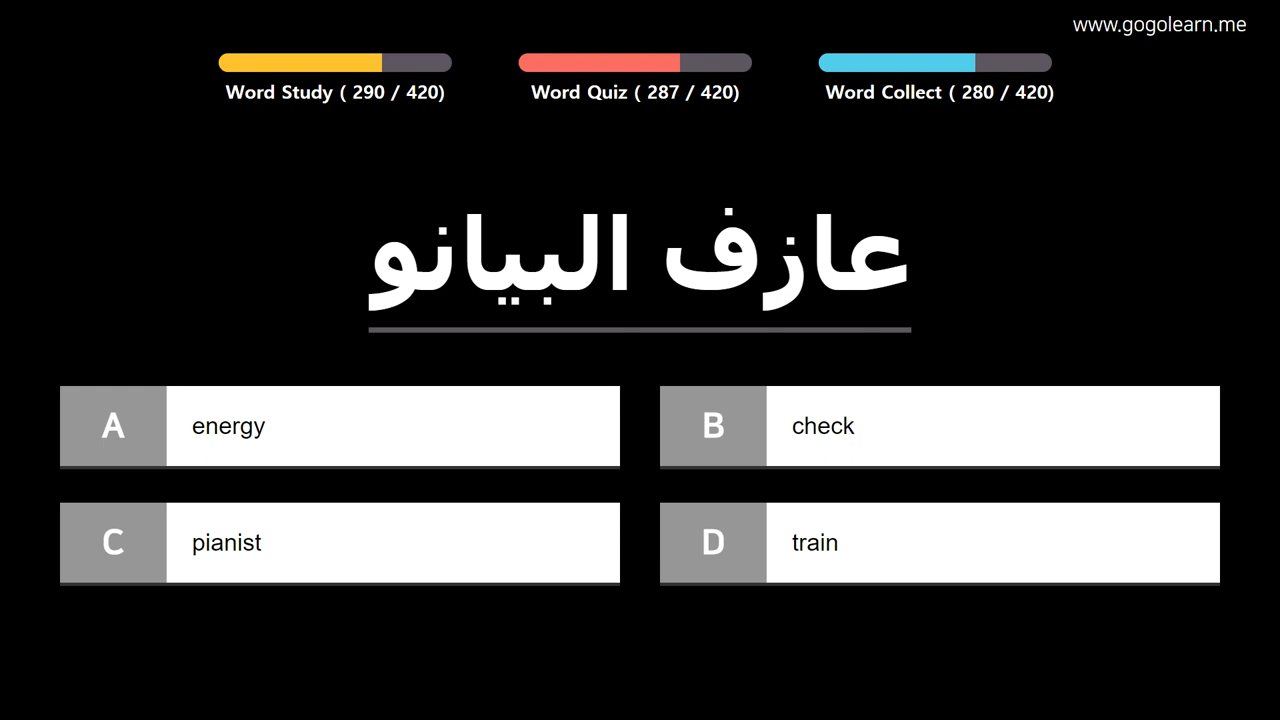 www.gogolearn.me
Word Study ( 290 / 420)
Word Quiz ( 287 / 420)
Word Collect ( 280 / 420)
عازف البيانو
A energy
B check
C pianist
D train